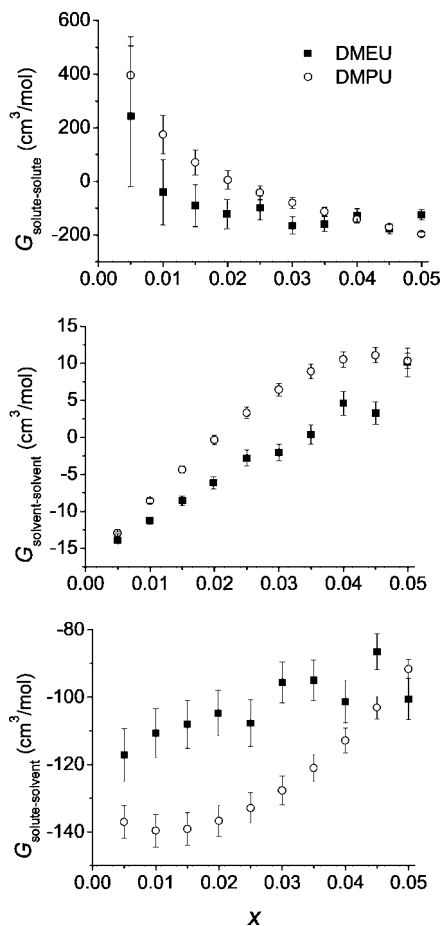 600
DMEU
DMPU
400
200
0
-200
G solute-solute (cm³/mol)
0.00 0.01 0.02 0.03 0.04 0.05
15
10
5
0
-5
-10
-15
G solvent-solvent (cm³/mol)
0.00 0.01 0.02 0.03 0.04 0.05
-80
-100
-120
-140
G solute-solvent (cm³/mol)
0.00 0.01 0.02 0.03 0.04 0.05
x